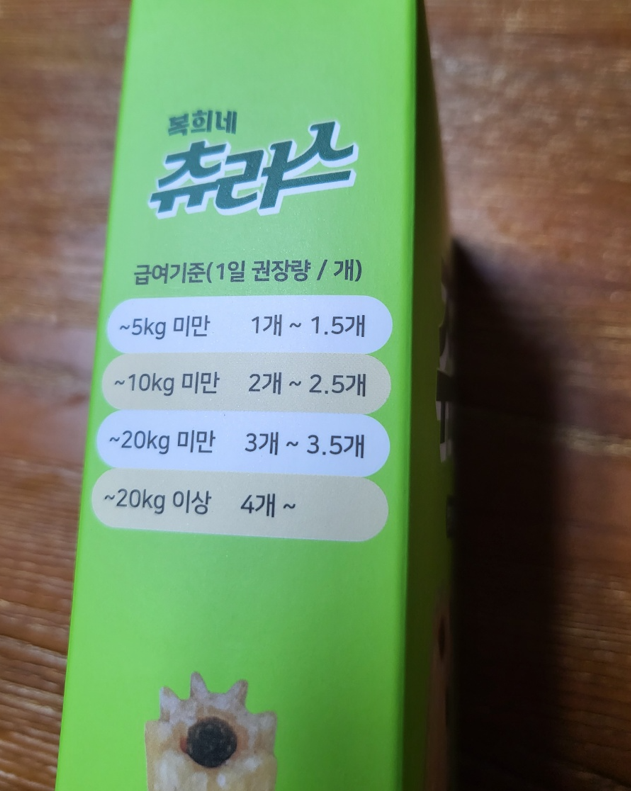 복희네
츄라스
급여기준(1일 권장량 / 개)
~5kg 미만 1개 ~ 1.5개
~10kg 미만 2개 ~ 2.5개
~20kg 미만 3개 ~ 3.5개
~20kg 이상 4개 ~